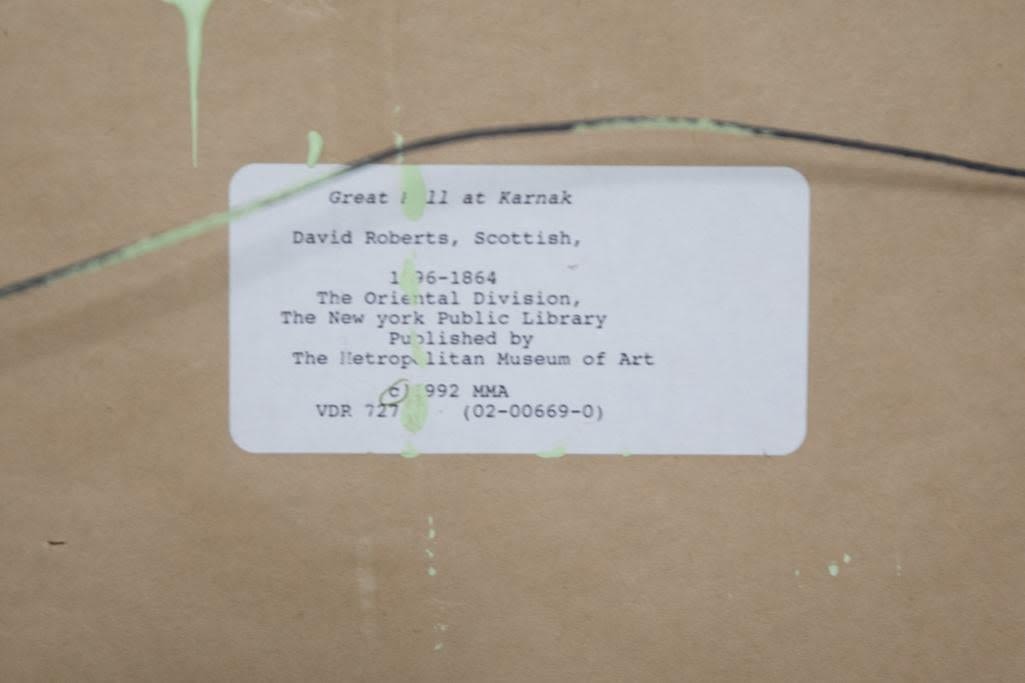 Great at Karnak
David Roberts, Scottish,
The Oriental Division,
The New york Public Library
Published by
The Metropolitan Museum of Art
MMA
VDR 727 (02-00669-0)